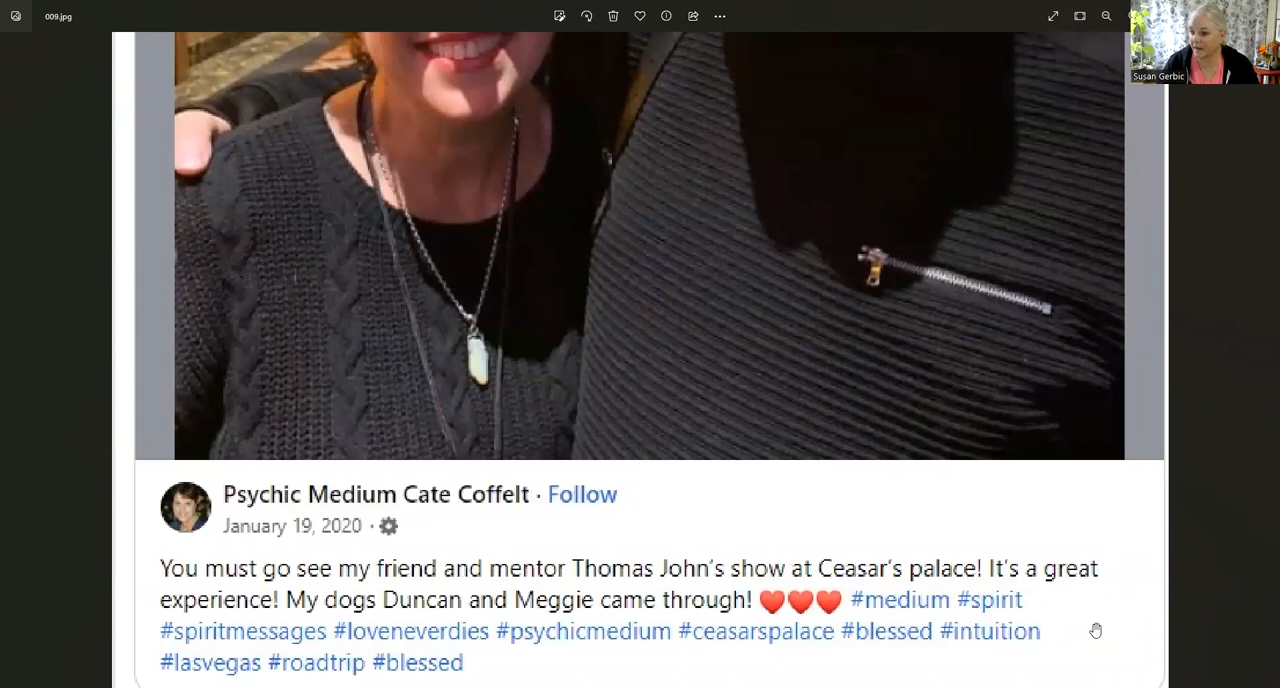 009.jpg
Susan Gerbic
Psychic Medium Cate Coffelt · Follow
January 19, 2020 ·
You must go see my friend and mentor Thomas John's show at Ceasar's palace! It's a great
experience! My dogs Duncan and Meggie came through! ❤️❤️❤️ #medium #spirit
#spiritmessages #loveneverdies #psychicmedium #ceasarspalace #blessed #intuition
#lasvegas #roadtrip #blessed